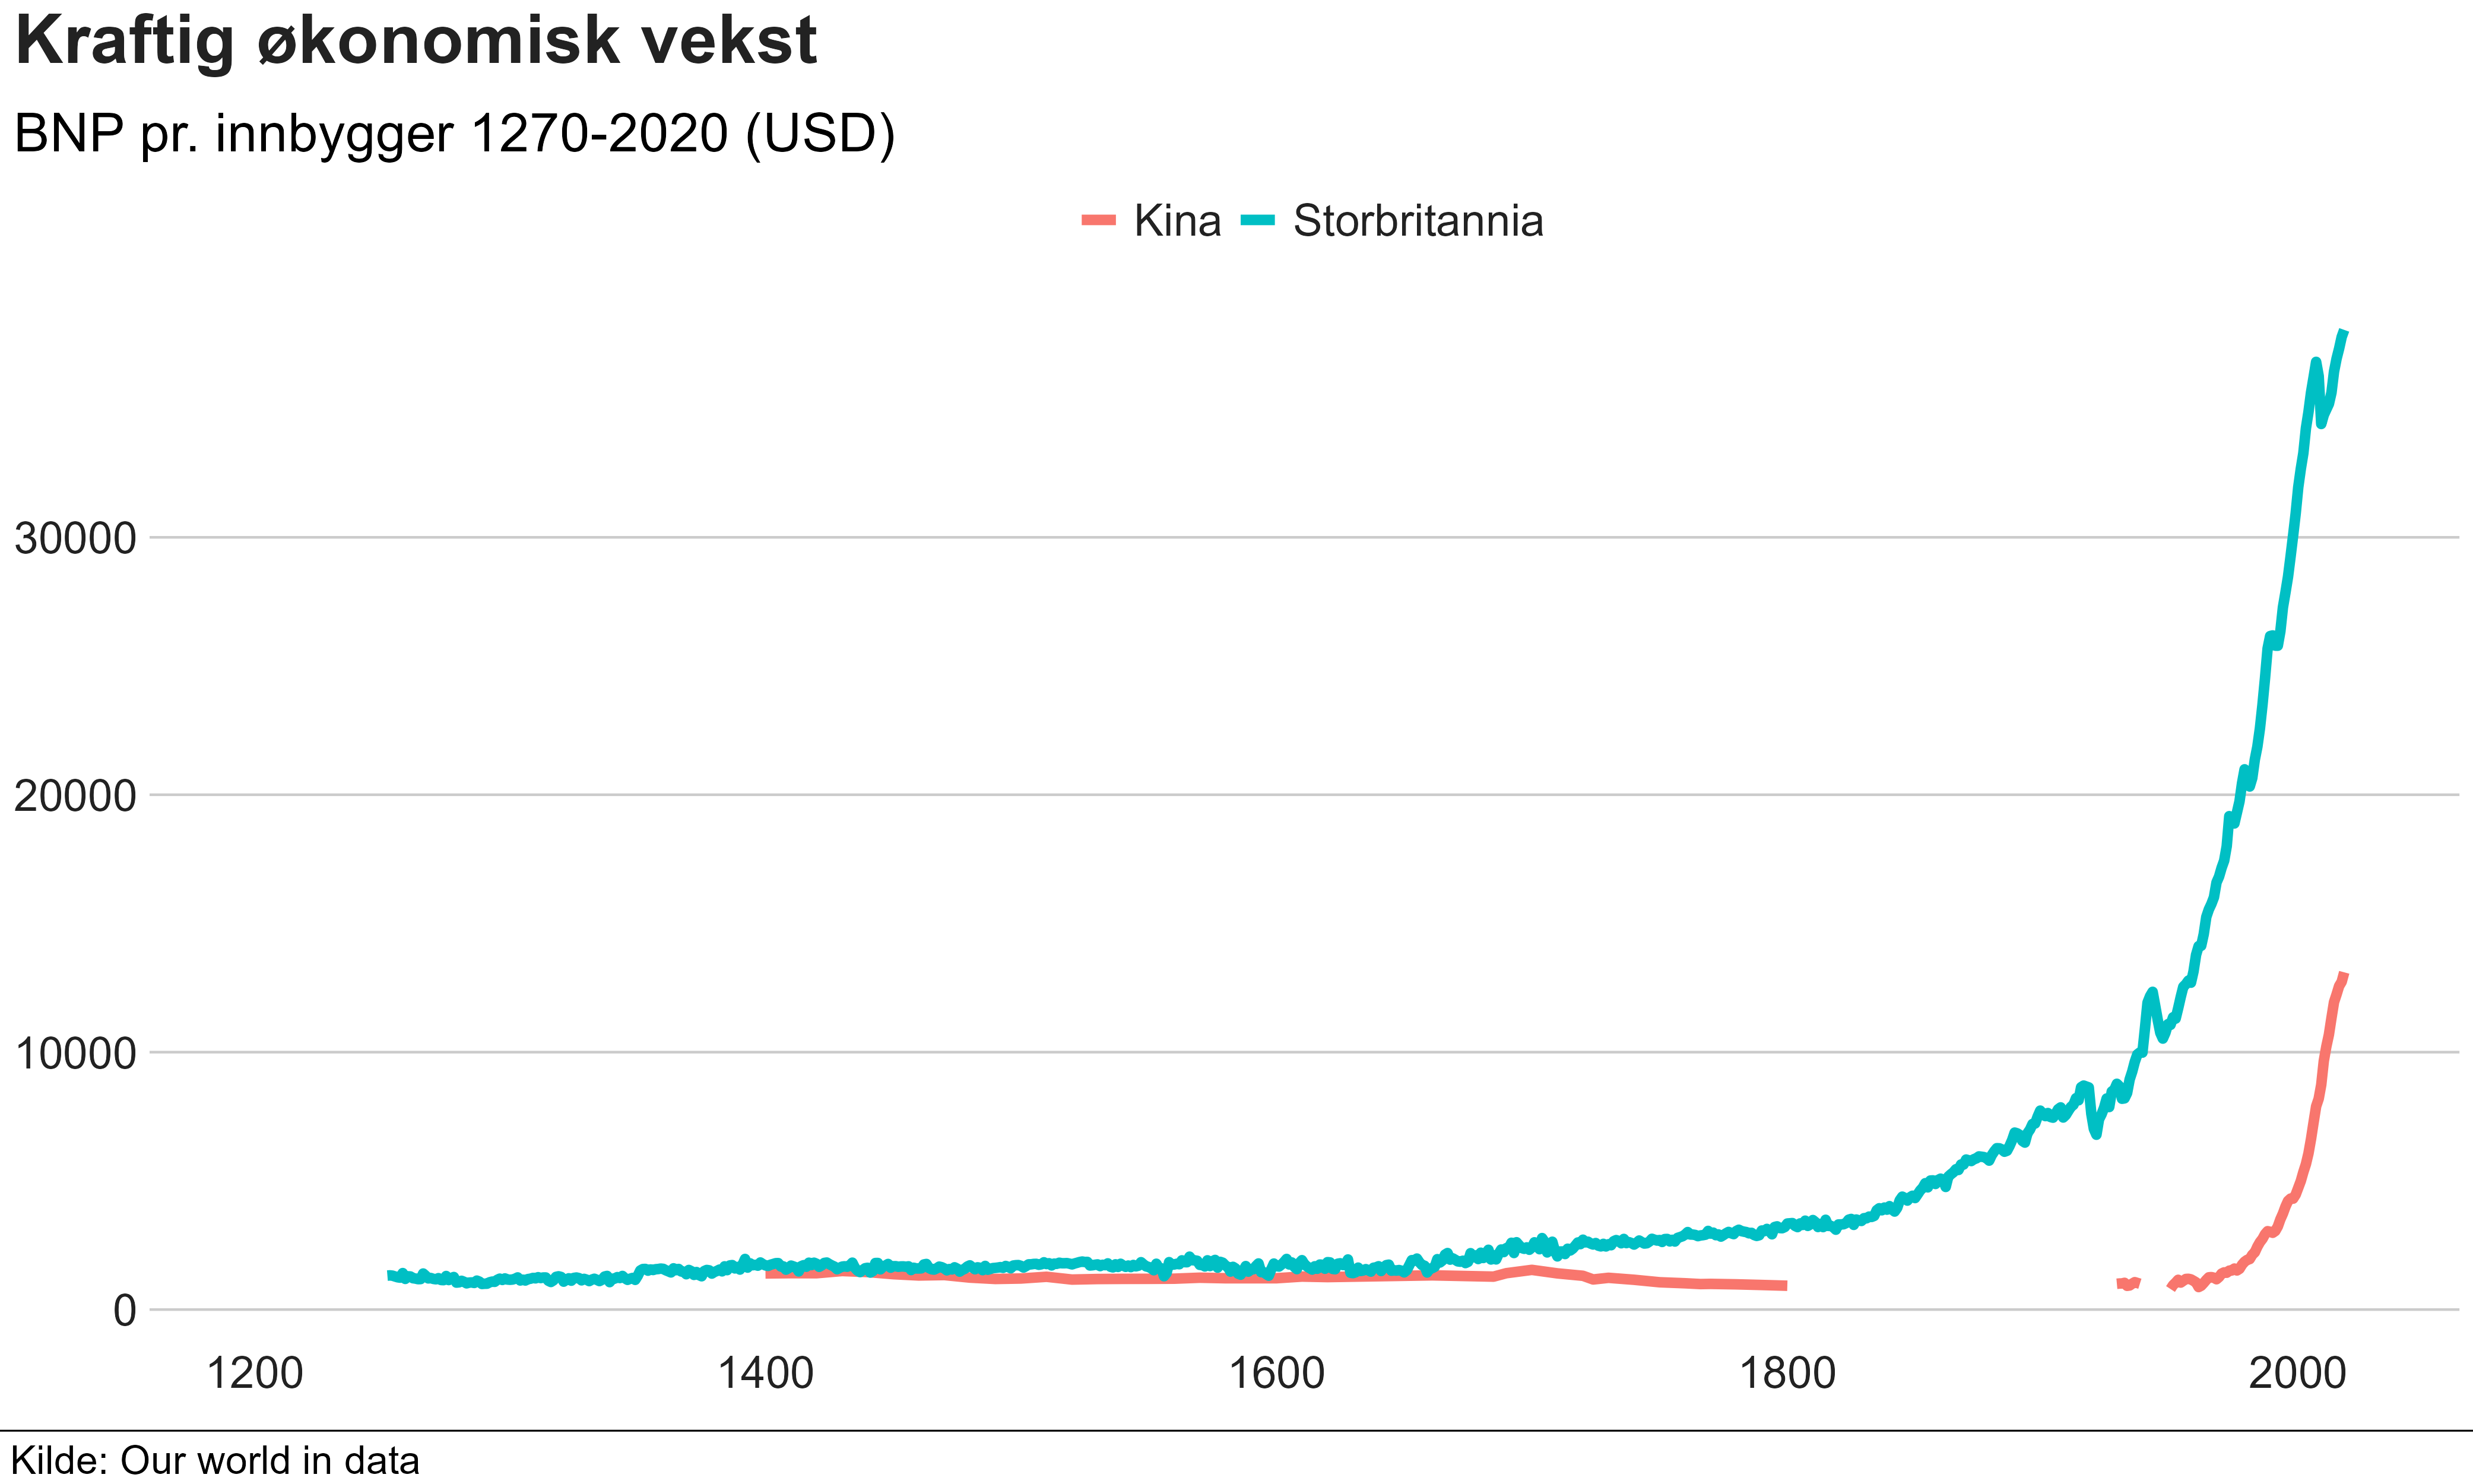 Kraftig økonomisk vekst
BNP pr. innbygger 1270-2020 (USD)
Kina Storbritannia
30000
20000
10000
0
1200 1400 1600 1800 2000
Kilde: Our world in data